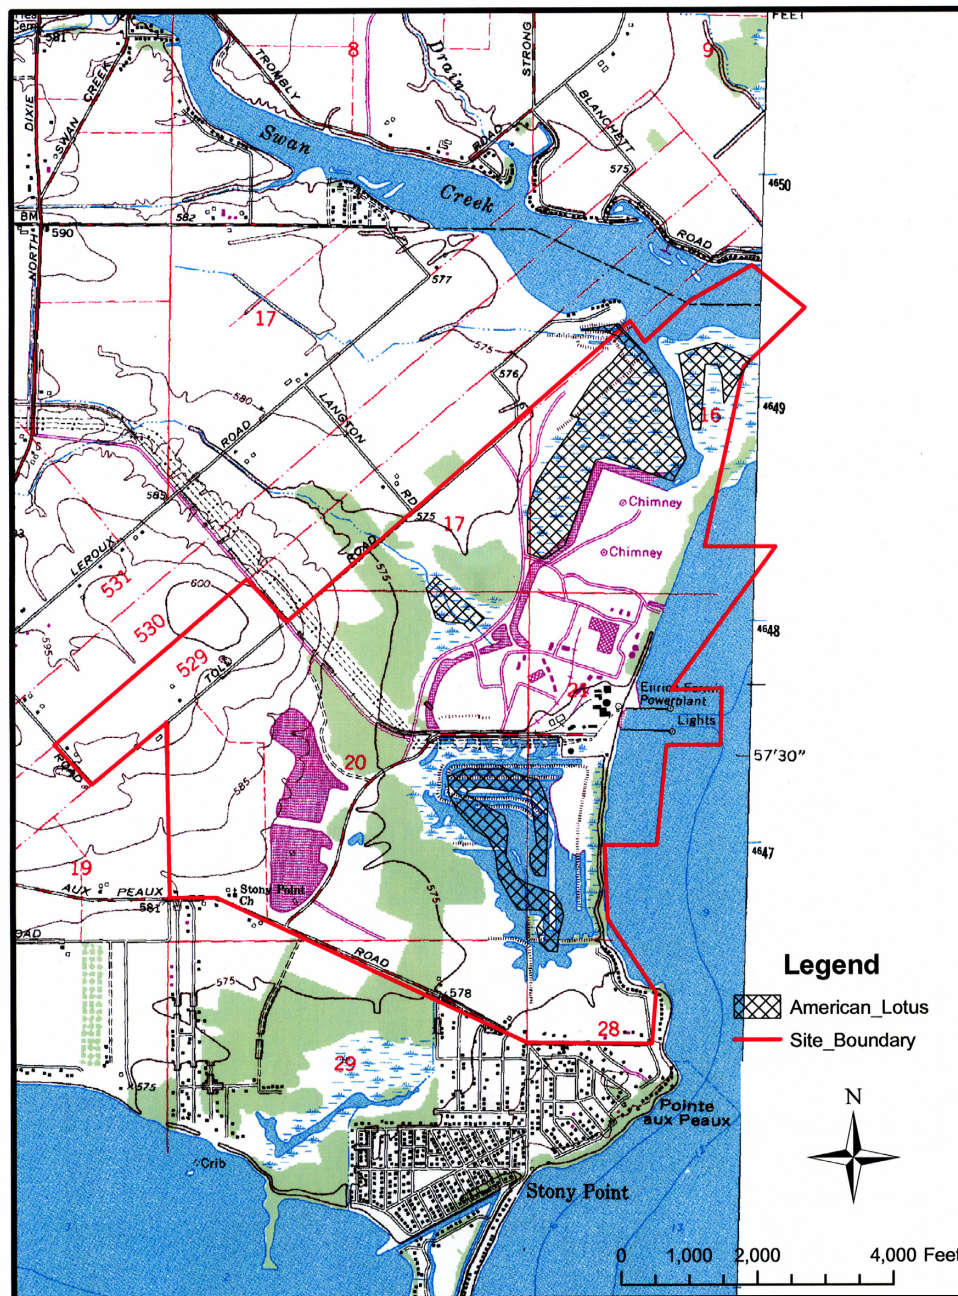 Cem
581
FEET
8
9
Drain
STRONG
TROMBLY
DIXIE
SWAN
CREEK
ROAD
BLANCHETT
575
Swan
Creek
4650
BM
582
590
NORTH
577
ROAD
17
575
576
580
LANGTON
RD
ROAD
16
4649
585
575
17
ROAD
Chimney
Chimney
LEROUX
531
600
530
595
529
TOLL
575
4648
21
Enrico Fermi
Powerplant
Lights
20
585
57'30"
ROAD
19
4647
AUX PEAUX
575
581
Stony Point
Ch
575
ROAD
575
578
28
29
575
Legend
American_Lotus
Site_Boundary
Pointe
aux Peaux
N
Crib
Stony Point
0 1,000 2,000 4,000 Feet